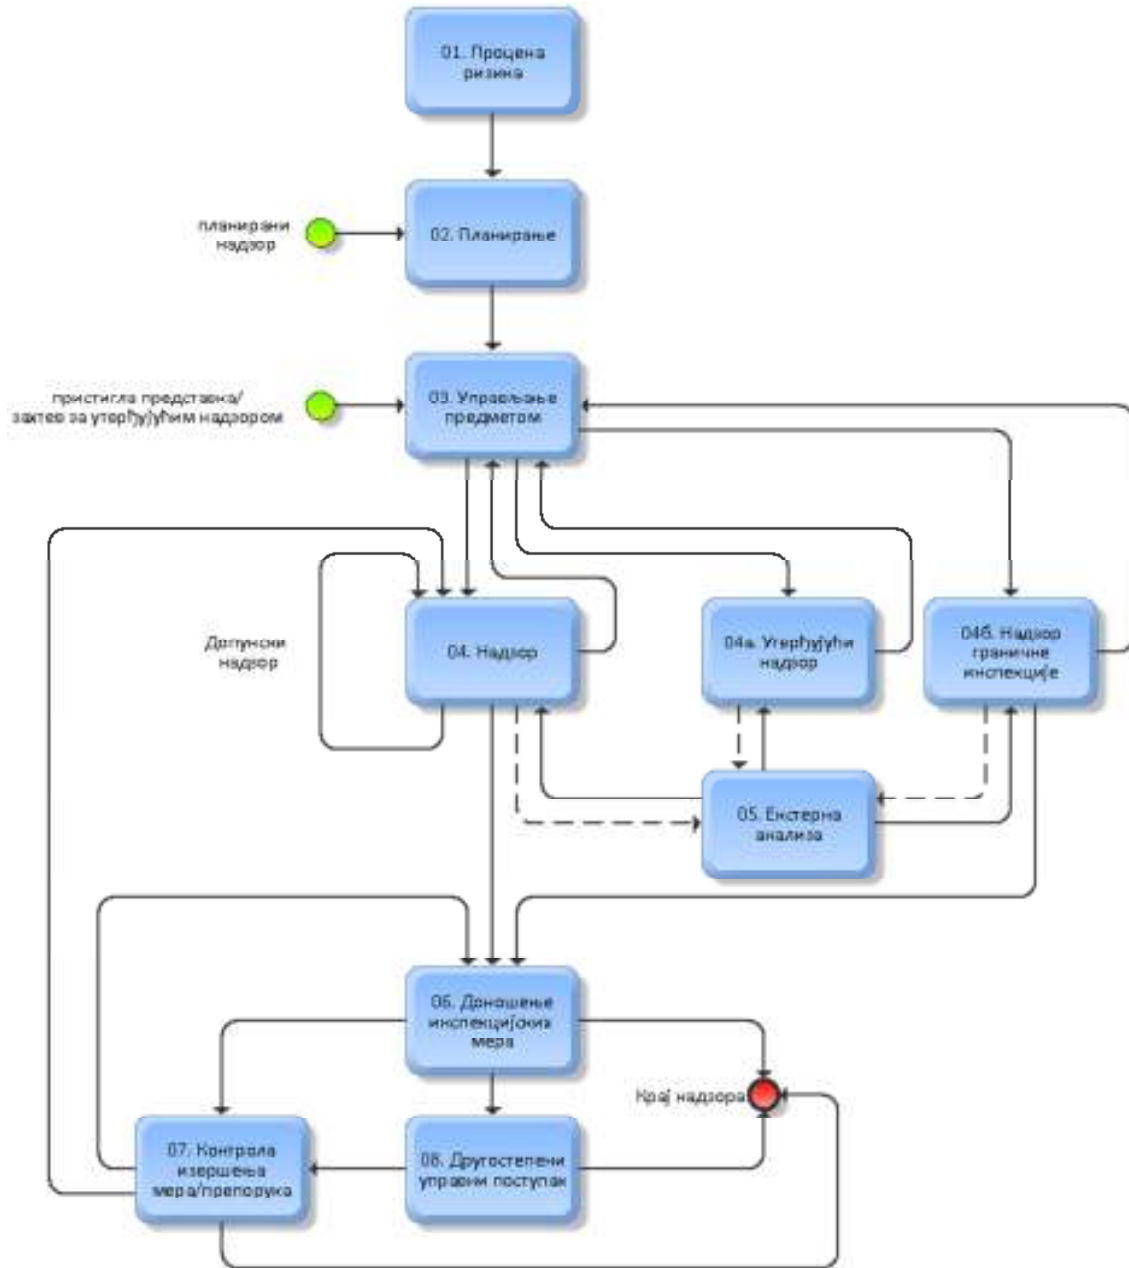 01. Процена
ризика
планирани
надзор
02. Планирање
пристигла представка/
захтев за утврђујућим надзором
03. Управљање
предметом
Допунски
надзор
04. Надзор
04а. Утврђујући
надзор
04б. Надзор
граничне
инспекције
05. Екстерна
анализа
06. Доношење
инспекцијских
мера
Крај надзора
07. Контрола
извршења
мера/препорука
08. Другостепени
управни поступак